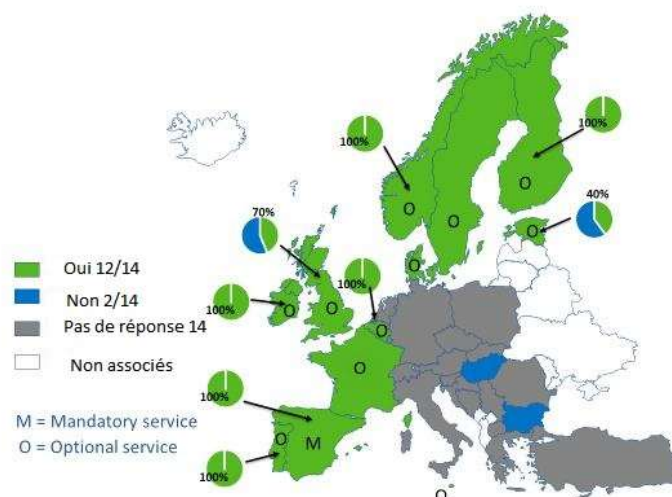 100%
100%
O
O
O
70%
40%
O
O
100%
100%
O
O
O
O
100%
O
M
100%
O
Oui 12/14
Non 2/14
Pas de réponse 14
Non associés
M = Mandatory service
O = Optional service